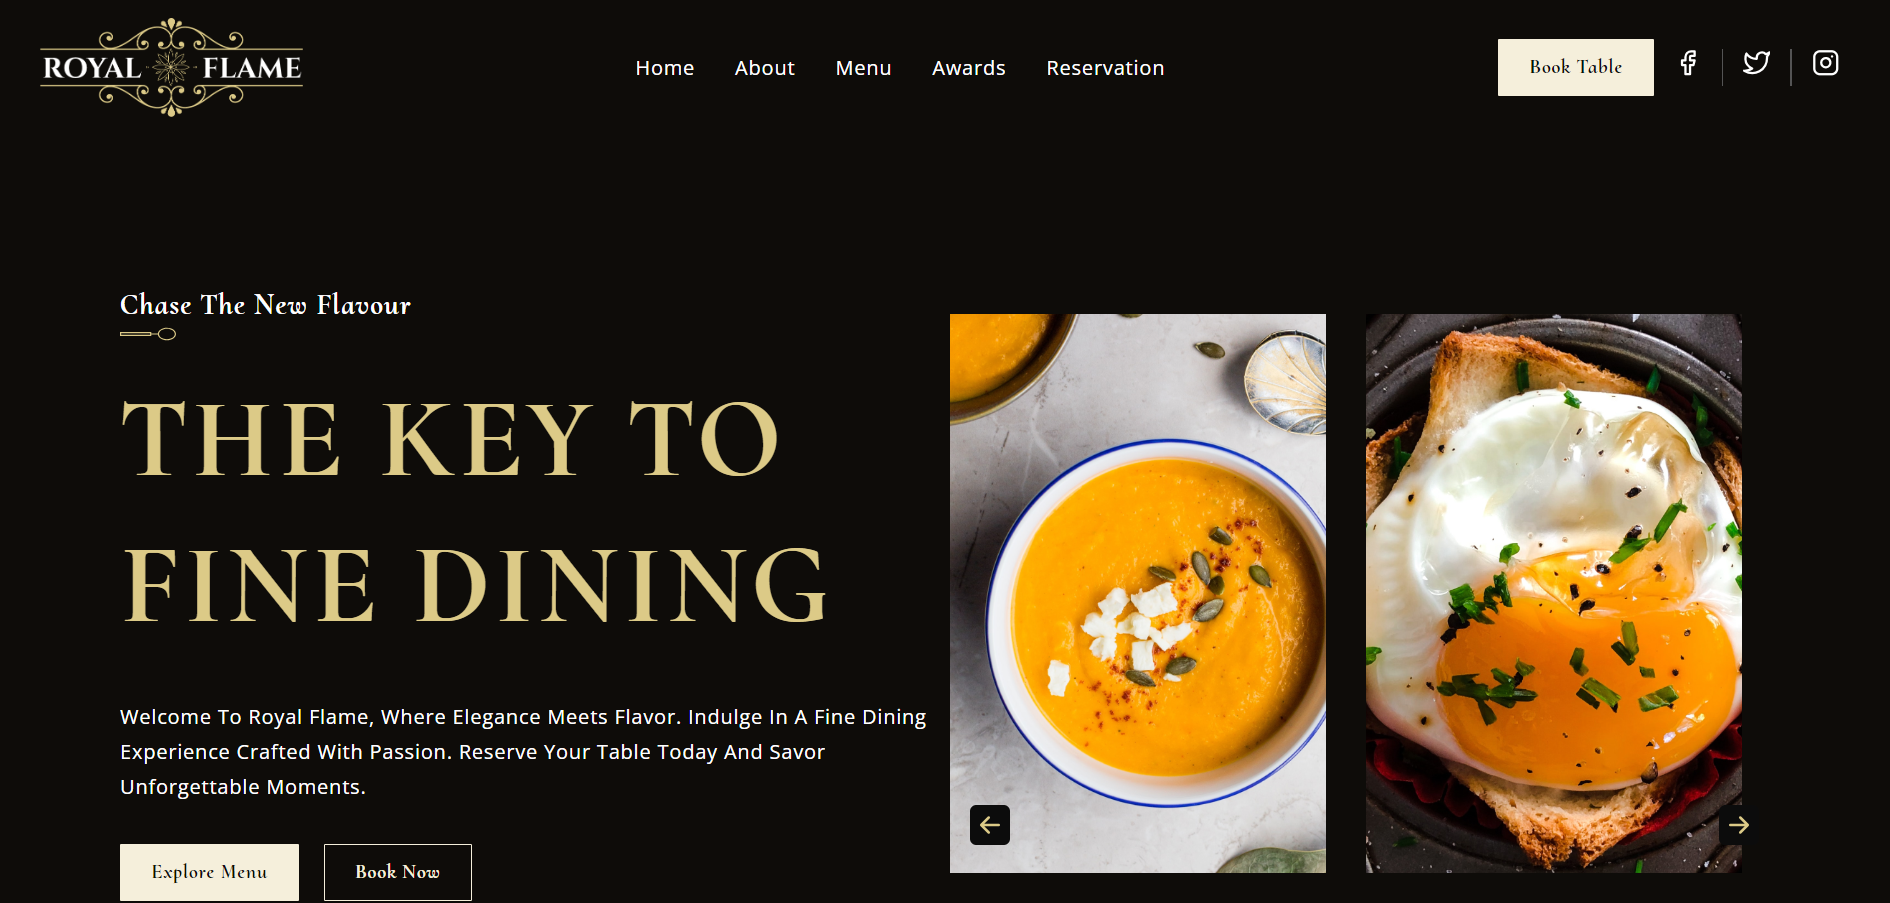 ROYAL FLAME
Home About Menu Awards Reservation
Book Table
Chase The New Flavour
THE KEY TO
FINE DINING
Welcome To Royal Flame, Where Elegance Meets Flavor. Indulge In A Fine Dining
Experience Crafted With Passion. Reserve Your Table Today And Savor
Unforgettable Moments.
Explore Menu Book Now